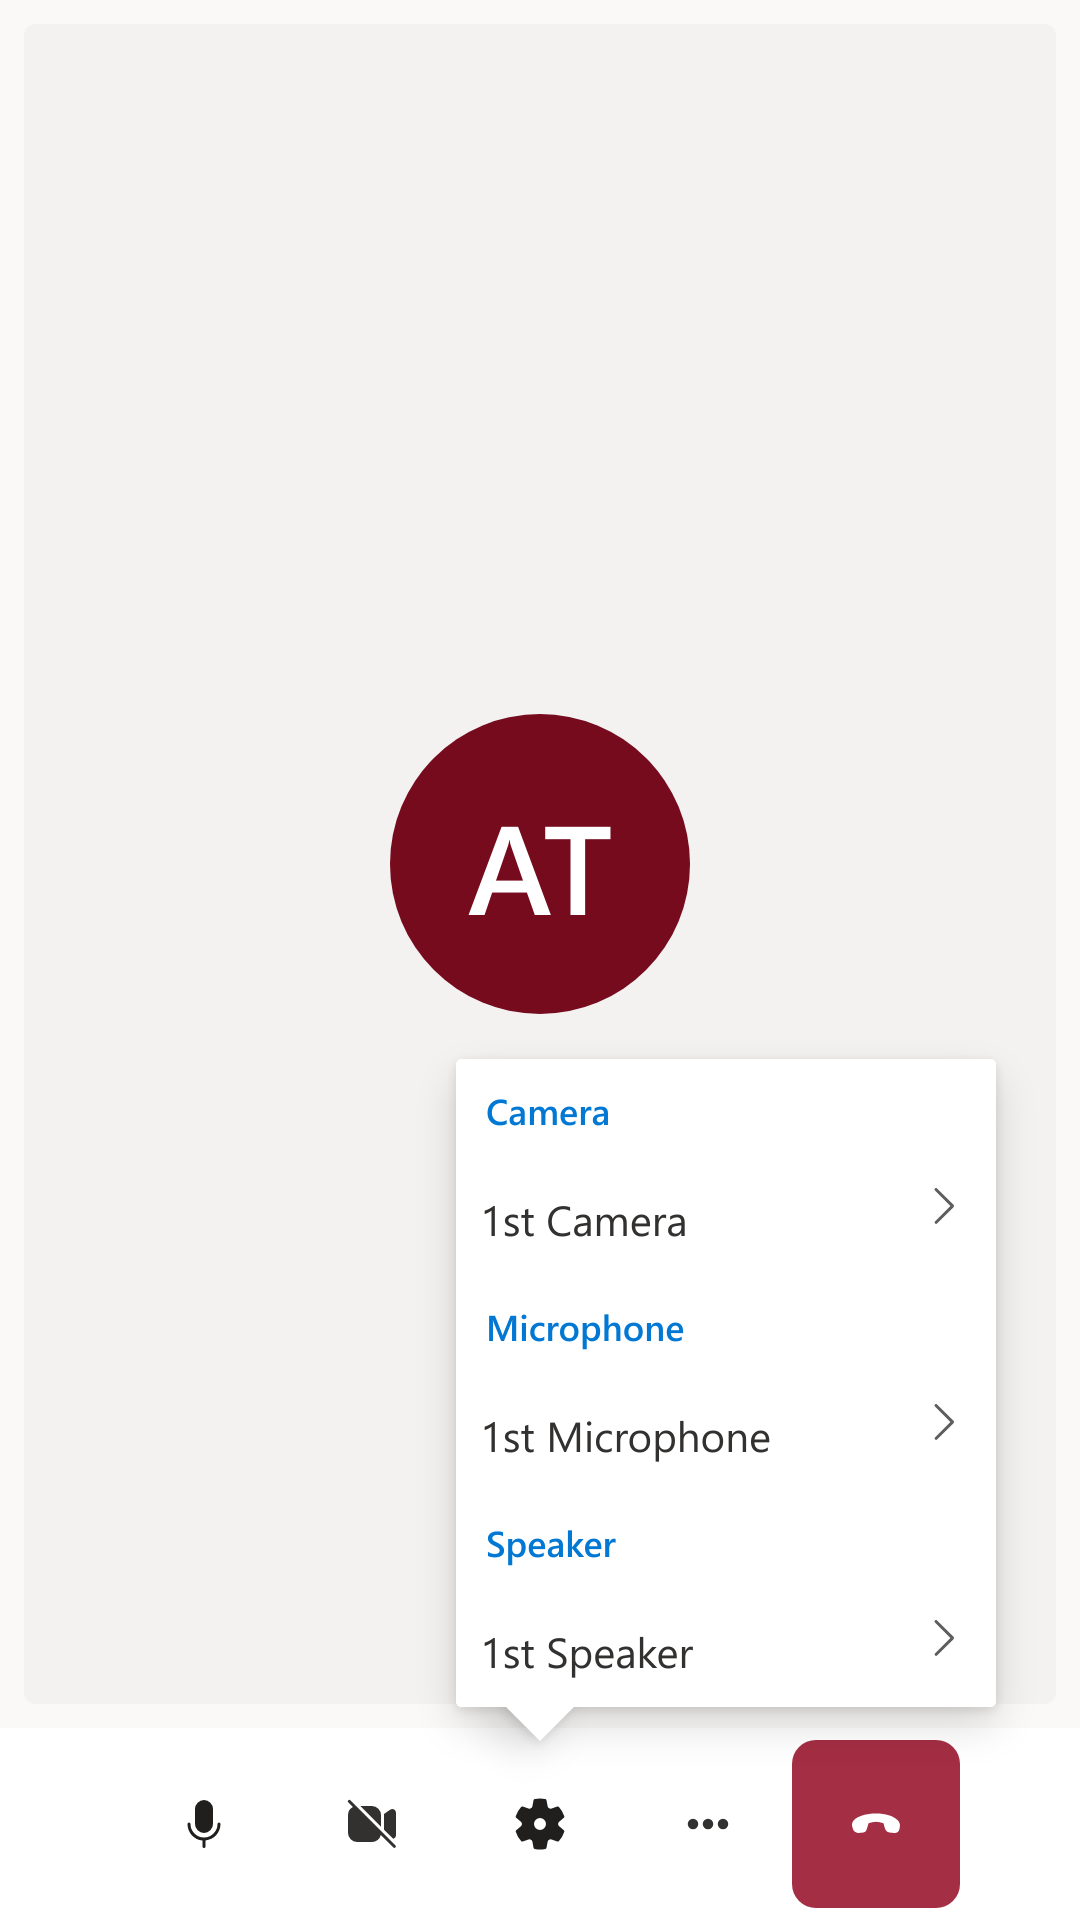 AT
Camera
1st Camera
Microphone
1st Microphone
Speaker
1st Speaker